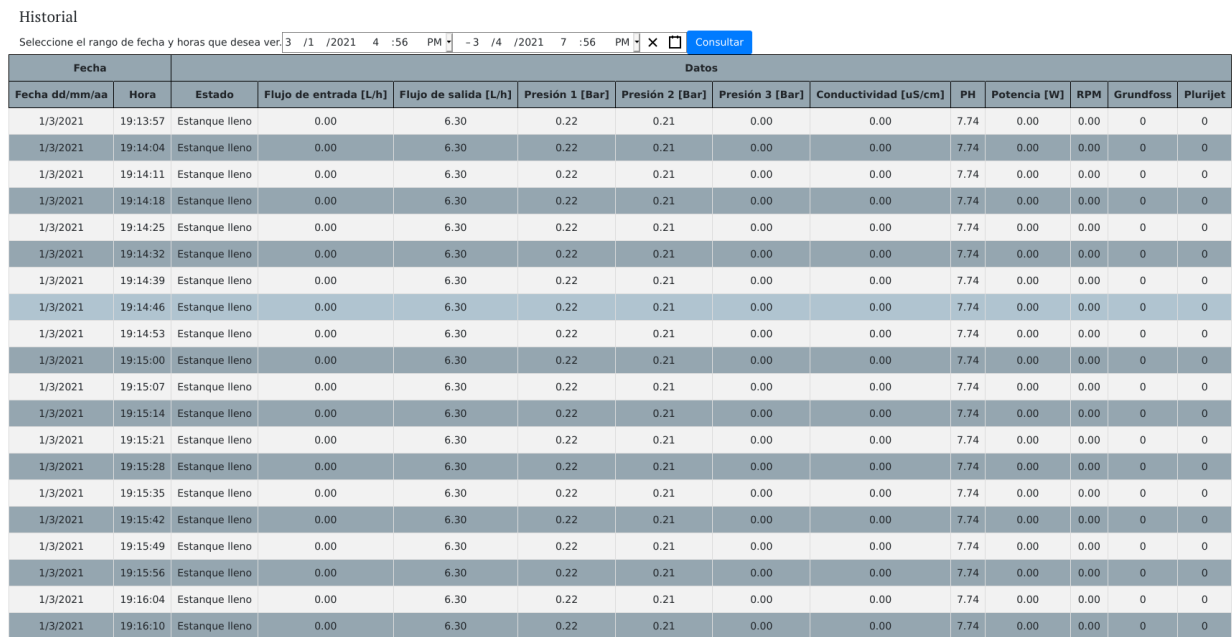 Historial
Seleccione el rango de fecha y horas que desea ver. 3 /1 /2021 4 :56 PM – 3 /4 /2021 7 :56 PM Consultar
Fecha Datos
Fecha dd/mm/aa Hora Estado Flujo de entrada [L/h] Flujo de salida [L/h] Presión 1 [Bar] Presión 2 [Bar] Presión 3 [Bar] Conductividad [uS/cm] PH Potencia [W] RPM Grundfoss Plurijet
1/3/2021 19:13:57 Estanque lleno 0.00 6.30 0.22 0.21 0.00 0.00 7.74 0.00 0.00 0 0
1/3/2021 19:14:04 Estanque lleno 0.00 6.30 0.22 0.21 0.00 0.00 7.74 0.00 0.00 0 0
1/3/2021 19:14:11 Estanque lleno 0.00 6.30 0.22 0.21 0.00 0.00 7.74 0.00 0.00 0 0
1/3/2021 19:14:18 Estanque lleno 0.00 6.30 0.22 0.21 0.00 0.00 7.74 0.00 0.00 0 0
1/3/2021 19:14:25 Estanque lleno 0.00 6.30 0.22 0.21 0.00 0.00 7.74 0.00 0.00 0 0
1/3/2021 19:14:32 Estanque lleno 0.00 6.30 0.22 0.21 0.00 0.00 7.74 0.00 0.00 0 0
1/3/2021 19:14:39 Estanque lleno 0.00 6.30 0.22 0.21 0.00 0.00 7.74 0.00 0.00 0 0
1/3/2021 19:14:46 Estanque lleno 0.00 6.30 0.22 0.21 0.00 0.00 7.74 0.00 0.00 0 0
1/3/2021 19:14:53 Estanque lleno 0.00 6.30 0.22 0.21 0.00 0.00 7.74 0.00 0.00 0 0
1/3/2021 19:15:00 Estanque lleno 0.00 6.30 0.22 0.21 0.00 0.00 7.74 0.00 0.00 0 0
1/3/2021 19:15:07 Estanque lleno 0.00 6.30 0.22 0.21 0.00 0.00 7.74 0.00 0.00 0 0
1/3/2021 19:15:14 Estanque lleno 0.00 6.30 0.22 0.21 0.00 0.00 7.74 0.00 0.00 0 0
1/3/2021 19:15:21 Estanque lleno 0.00 6.30 0.22 0.21 0.00 0.00 7.74 0.00 0.00 0 0
1/3/2021 19:15:28 Estanque lleno 0.00 6.30 0.22 0.21 0.00 0.00 7.74 0.00 0.00 0 0
1/3/2021 19:15:35 Estanque lleno 0.00 6.30 0.22 0.21 0.00 0.00 7.74 0.00 0.00 0 0
1/3/2021 19:15:42 Estanque lleno 0.00 6.30 0.22 0.21 0.00 0.00 7.74 0.00 0.00 0 0
1/3/2021 19:15:49 Estanque lleno 0.00 6.30 0.22 0.21 0.00 0.00 7.74 0.00 0.00 0 0
1/3/2021 19:15:56 Estanque lleno 0.00 6.30 0.22 0.21 0.00 0.00 7.74 0.00 0.00 0 0
1/3/2021 19:16:04 Estanque lleno 0.00 6.30 0.22 0.21 0.00 0.00 7.74 0.00 0.00 0 0
1/3/2021 19:16:10 Estanque lleno 0.00 6.30 0.22 0.21 0.00 0.00 7.74 0.00 0.00 0 0